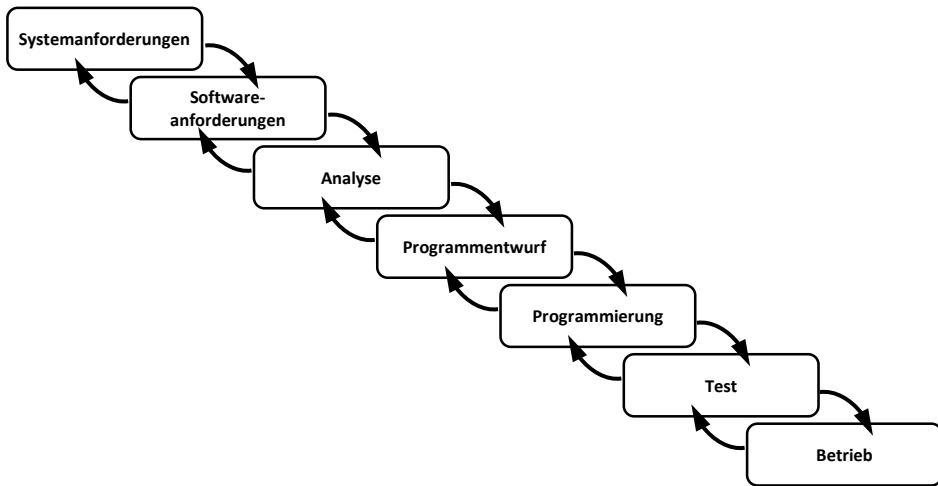 Systemanforderungen
Software-
anforderungen
Analyse
Programmentwurf
Programmierung
Test
Betrieb